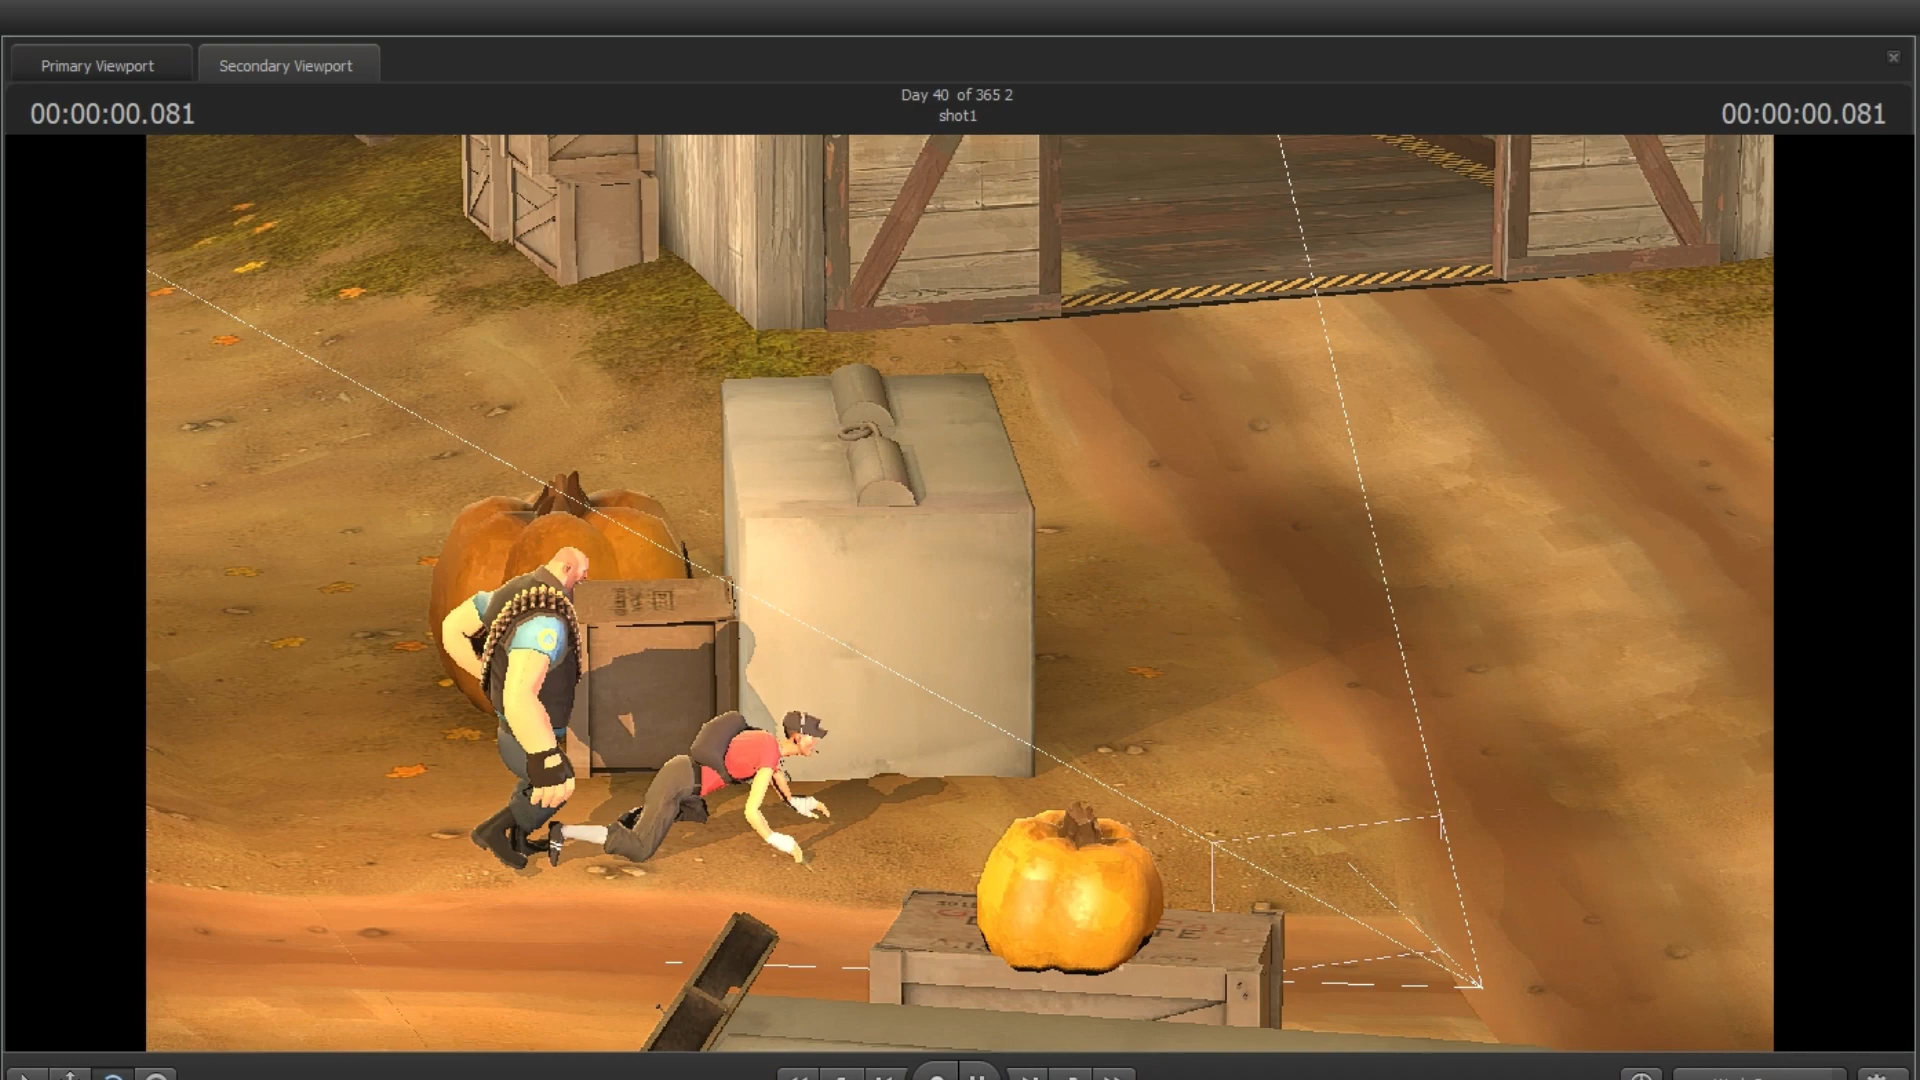 Primary Viewport
Secondary Viewport
00:00:00.081
Day 40 of 365 2
shot1
00:00:00.081